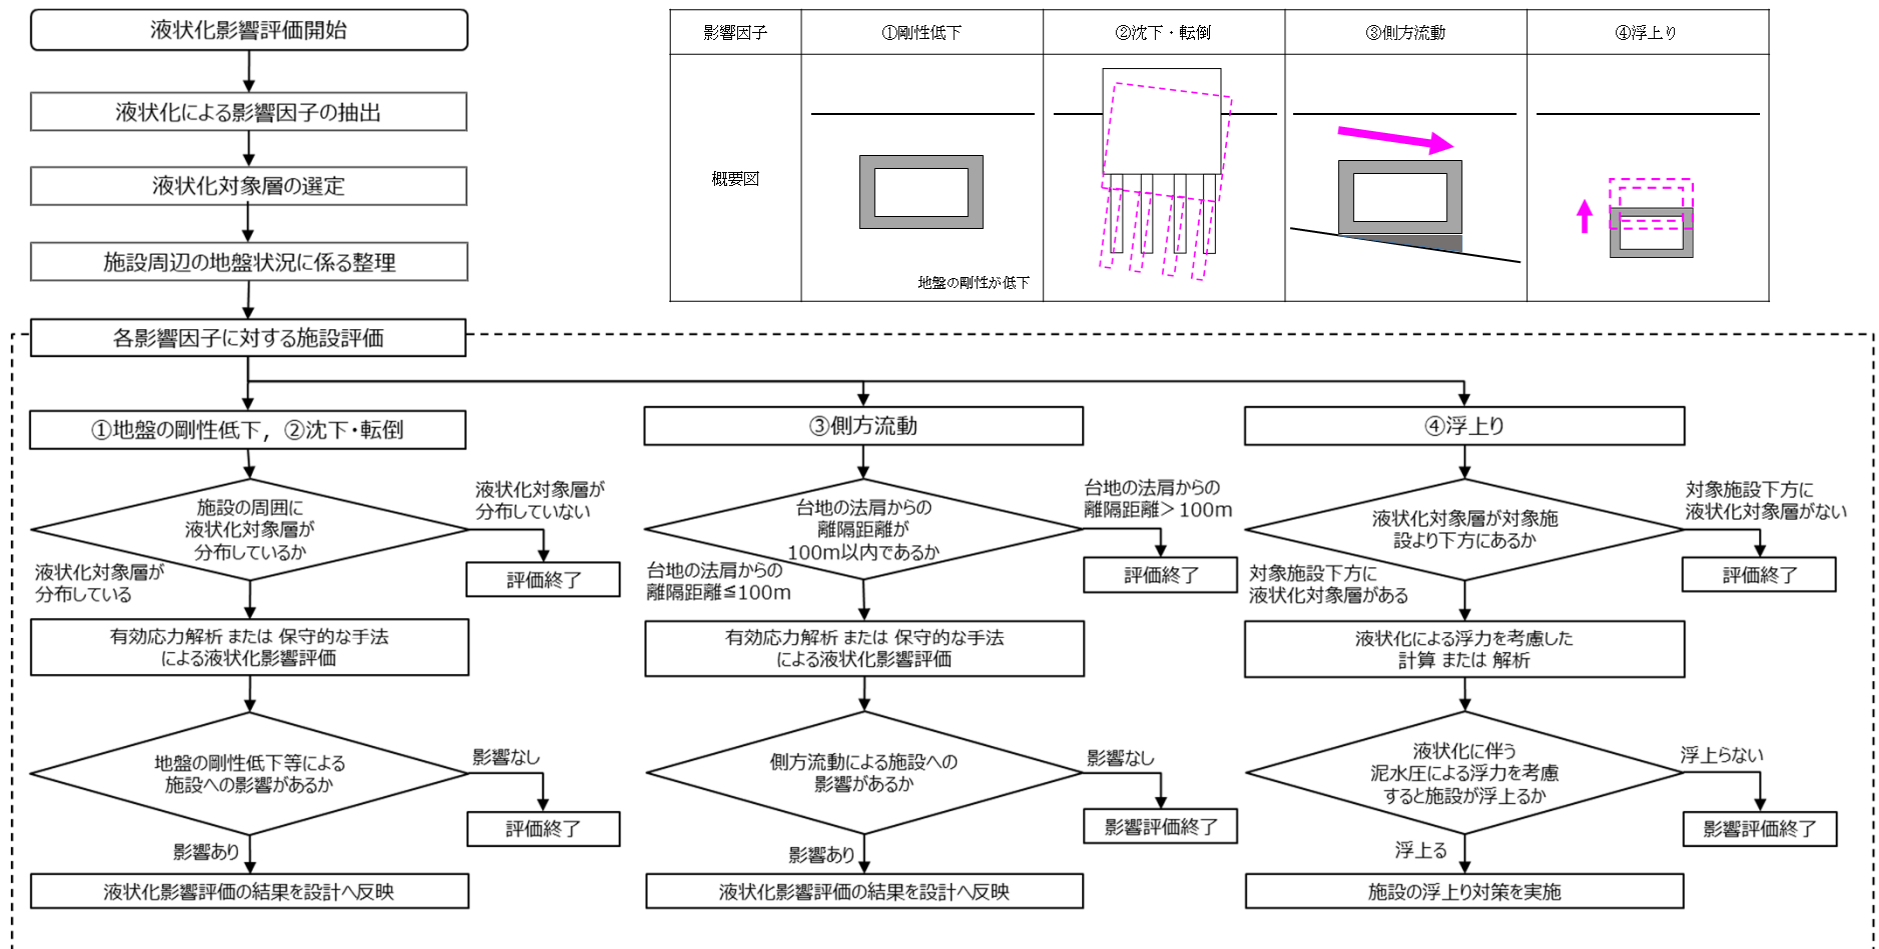 液状化影響評価開始
液状化による影響因子の抽出
液状化対象層の選定
施設周辺の地盤状況に係る整理
各影響因子に対する施設評価
影響因子
①剛性低下
②沈下・転倒
③側方流動
④浮上り
概要図
地盤の剛性が低下
①地盤の剛性低下，②沈下・転倒
施設の周囲に
液状化対象層が
分布しているか
液状化対象層が
分布していない
評価終了
液状化対象層が
分布している
有効応力解析 または 保守的な手法
による液状化影響評価
地盤の剛性低下等による
施設への影響があるか
影響なし
評価終了
影響あり
液状化影響評価の結果を設計へ反映
③側方流動
台地の法肩からの
離隔距離が
100m以内であるか
台地の法肩からの
離隔距離＞100m
評価終了
台地の法肩からの
離隔距離≦100m
有効応力解析 または 保守的な手法
による液状化影響評価
側方流動による施設への
影響があるか
影響なし
影響評価終了
影響あり
液状化影響評価の結果を設計へ反映
④浮上り
液状化対象層が対象施
設より下方にあるか
対象施設下方に
液状化対象層がない
評価終了
対象施設下方に
液状化対象層がある
液状化による浮力を考慮した
計算 または 解析
液状化に伴う
泥水圧による浮力を考慮
すると施設が浮上るか
浮上らない
影響評価終了
浮上る
施設の浮上り対策を実施